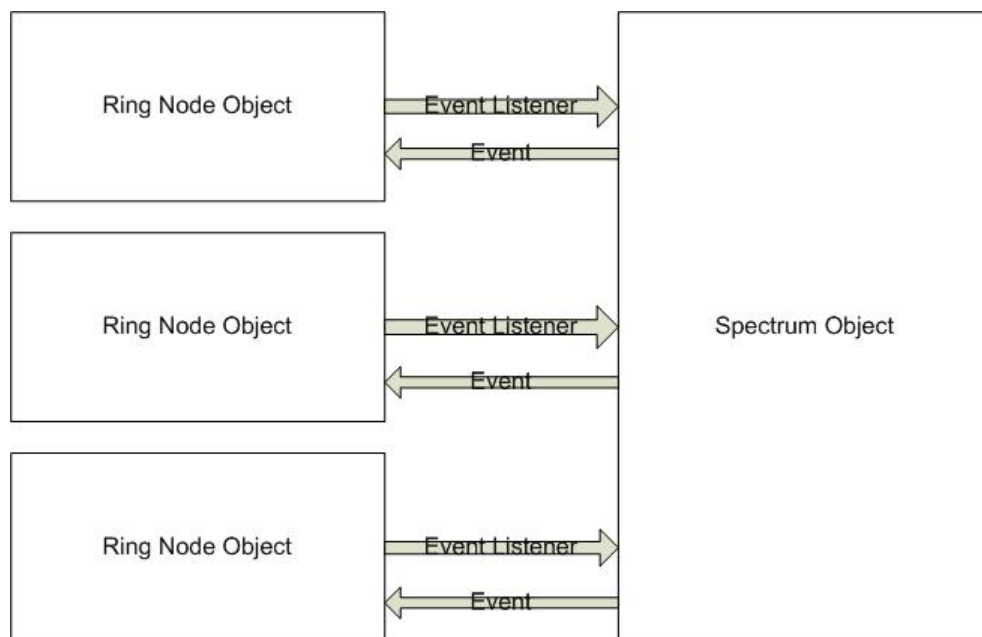 Ring Node Object
Event Listener
Event
Ring Node Object
Event Listener
Spectrum Object
Event
Ring Node Object
Event Listener
Event